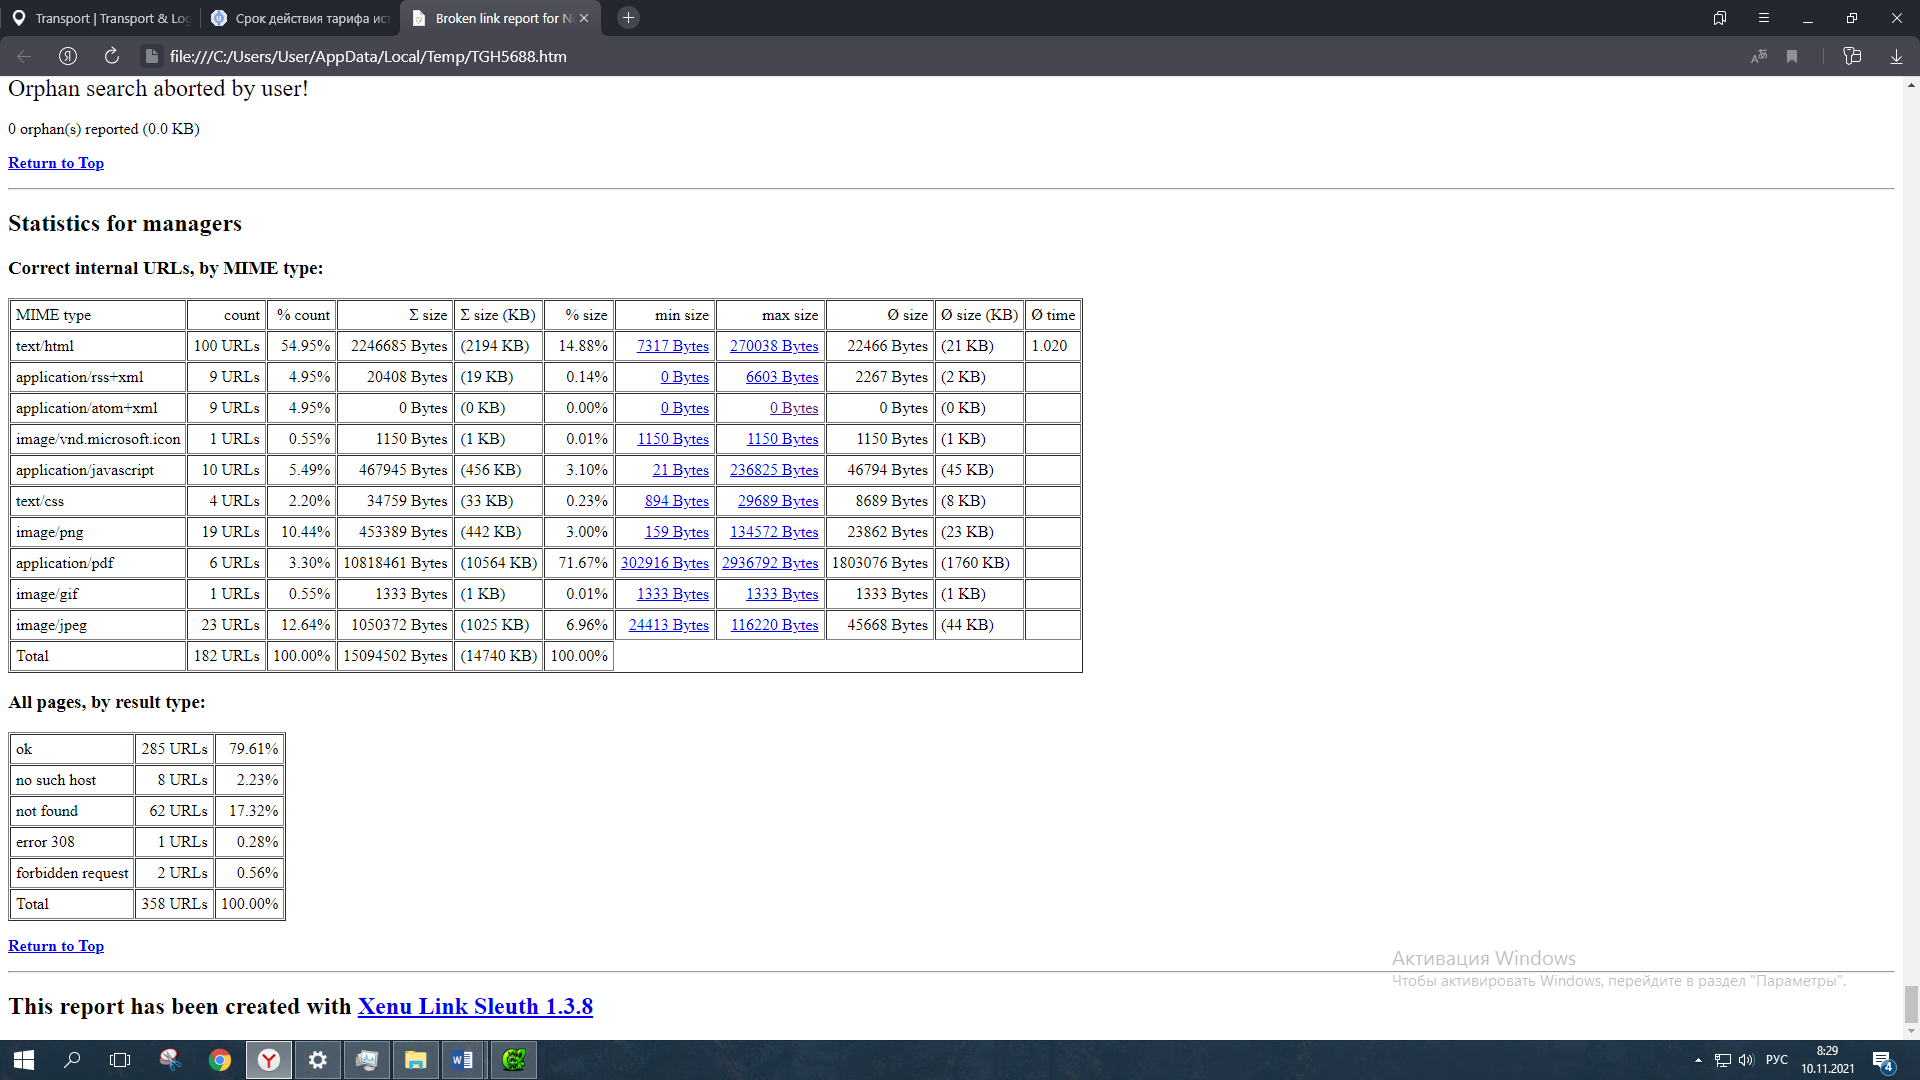 Transport | Transport & Log
Срок действия тарифа ист
Broken link report for N
file:///C:/Users/User/AppData/Local/Temp/TGH5688.htm
Orphan search aborted by user!
0 orphan(s) reported (0.0 KB)
Return to Top
Statistics for managers
Correct internal URLs, by MIME type:
MIME type count % count Σ size Σ size (KB) % size min size max size Ø size Ø size (KB) Ø time
text/html 100 URLs 54.95% 2246685 Bytes (2194 KB) 14.88% 7317 Bytes 270038 Bytes 22466 Bytes (21 KB) 1.020
application/rss+xml 9 URLs 4.95% 20408 Bytes (19 KB) 0.14% 0 Bytes 6603 Bytes 2267 Bytes (2 KB)
application/atom+xml 9 URLs 4.95% 0 Bytes (0 KB) 0.00% 0 Bytes 0 Bytes 0 Bytes (0 KB)
image/vnd.microsoft.icon 1 URLs 0.55% 1150 Bytes (1 KB) 0.01% 1150 Bytes 1150 Bytes 1150 Bytes (1 KB)
application/javascript 10 URLs 5.49% 467945 Bytes (456 KB) 3.10% 21 Bytes 236825 Bytes 46794 Bytes (45 KB)
text/css 4 URLs 2.20% 34759 Bytes (33 KB) 0.23% 894 Bytes 29689 Bytes 8689 Bytes (8 KB)
image/png 19 URLs 10.44% 453389 Bytes (442 KB) 3.00% 159 Bytes 134572 Bytes 23862 Bytes (23 KB)
application/pdf 6 URLs 3.30% 10818461 Bytes (10564 KB) 71.67% 302916 Bytes 2936792 Bytes 1803076 Bytes (1760 KB)
image/gif 1 URLs 0.55% 1333 Bytes (1 KB) 0.01% 1333 Bytes 1333 Bytes 1333 Bytes (1 KB)
image/jpeg 23 URLs 12.64% 1050372 Bytes (1025 KB) 6.96% 24413 Bytes 116220 Bytes 45668 Bytes (44 KB)
Total 182 URLs 100.00% 15094502 Bytes (14740 KB) 100.00%
All pages, by result type:
ok 285 URLs 79.61%
no such host 8 URLs 2.23%
not found 62 URLs 17.32%
error 308 1 URLs 0.28%
forbidden request 2 URLs 0.56%
Total 358 URLs 100.00%
Return to Top
Активация Windows
Чтобы активировать Windows, перейдите в раздел "Параметры".
This report has been created with Xenu Link Sleuth 1.3.8
РУС
8:29
10.11.2021
4